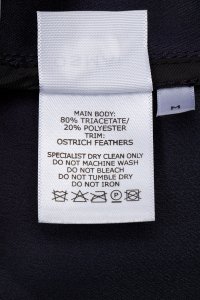 MAIN BODY:
80% TRIACETATE/
20% POLYESTER
TRIM:
OSTRICH FEATHERS
SPECIALIST DRY CLEAN ONLY
DO NOT MACHINE WASH
DO NOT BLEACH
DO NOT TUMBLE DRY
DO NOT IRON
M